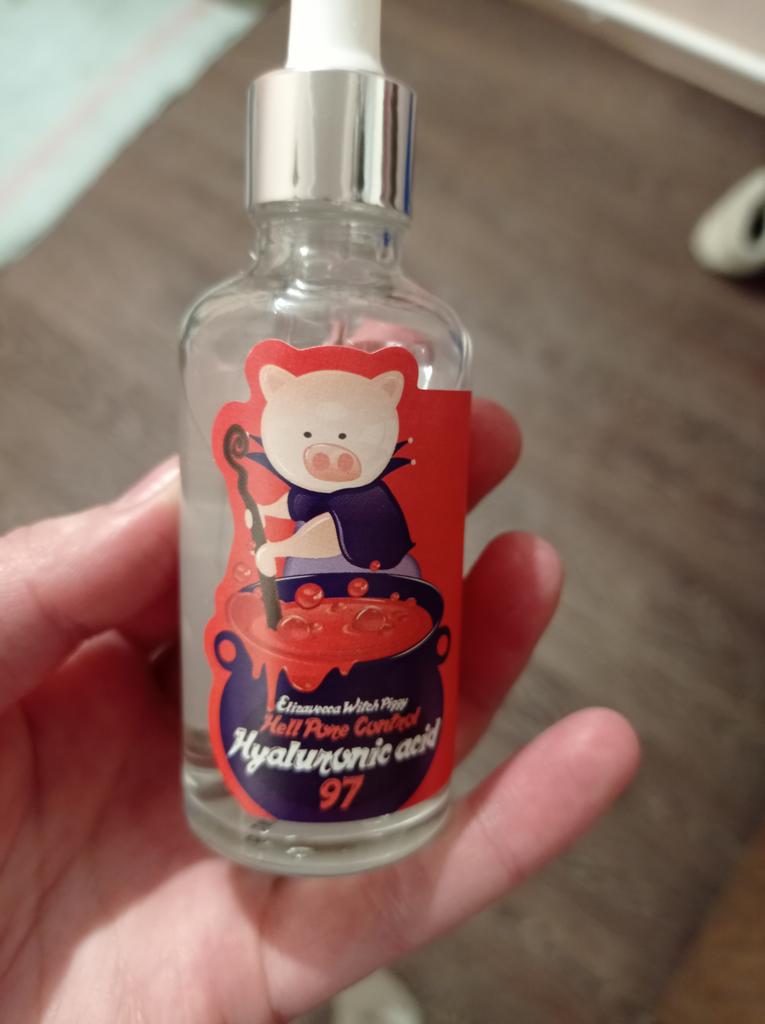 Elizavecca Witch Piggy
Hell Pore Control
Hyaluronic acid
97